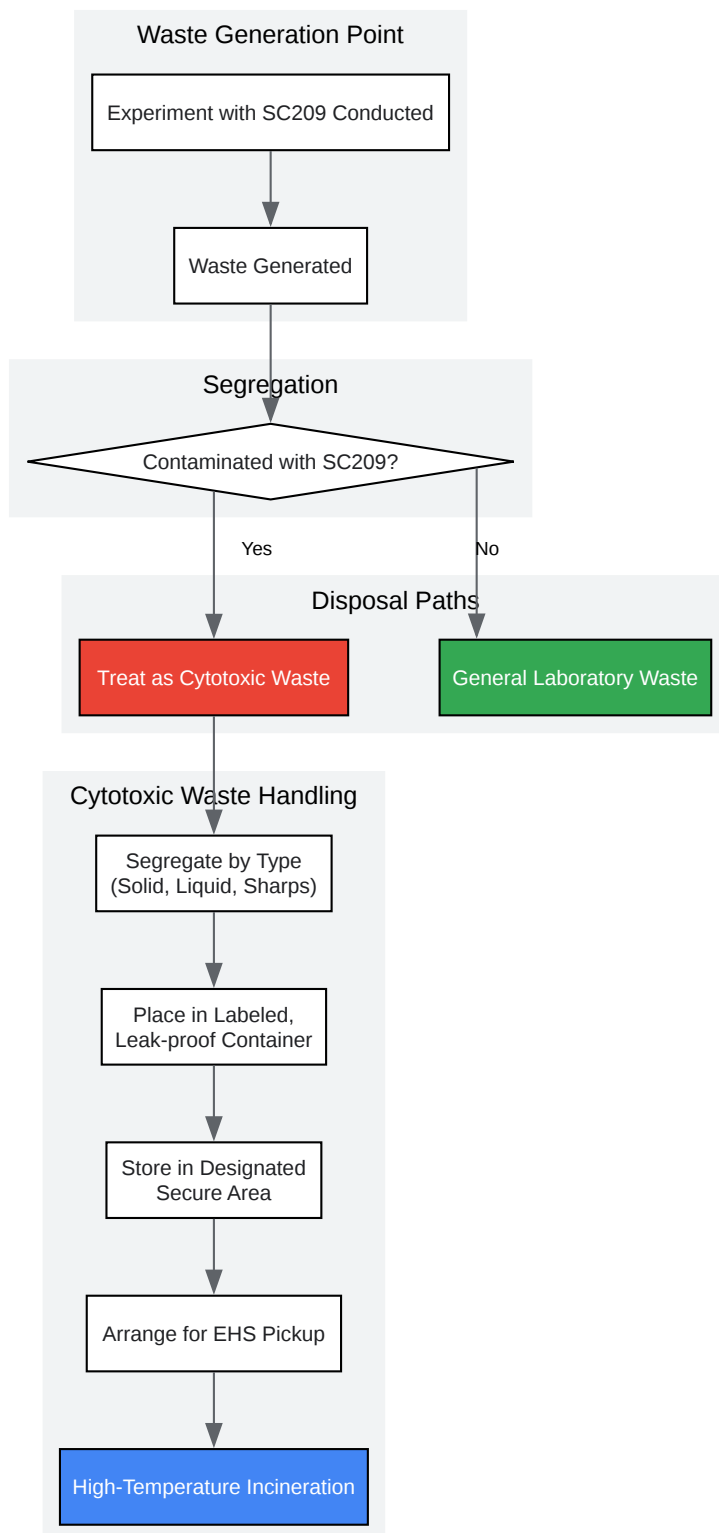 Waste Generation Point
Experiment with SC209 Conducted
Waste Generated
Segregation
Contaminated with SC209?
Yes
No
Disposal Paths
Treat as Cytotoxic Waste
General Laboratory Waste
Cytotoxic Waste Handling
Segregate by Type
(Solid, Liquid, Sharps)
Place in Labeled,
Leak-proof Container
Store in Designated
Secure Area
Arrange for EHS Pickup
High-Temperature Incineration